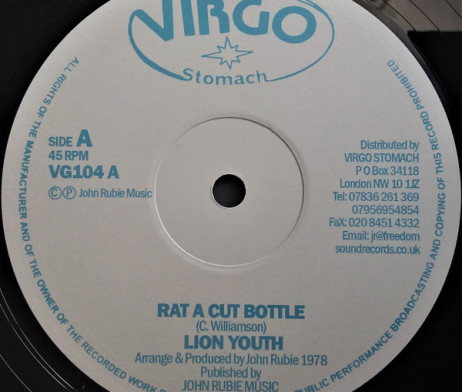 VIRGO
Stomach
ALL RIGHTS OF THE MANUFACTURER AND OF THE OWNER OF THE RECORDED WORK
PUBLIC PERFORMANCE BROADCASTING AND COPYING OF THIS RECORD PROHIBITED
SIDE A
45 RPM
VG104 A
©℗ John Rubie Music
Distributed by
VIRGO STOMACH
P O Box 34118
London NW 10 1JZ
Tel: 07836 261 369
07956954854
FaX: 020 8451 4332
Email: jr@freedom
soundrecords.co.uk
RAT A CUT BOTTLE
(C. Williamson)
LION YOUTH
Arrange & Produced by John Rubie 1978
Published by
JOHN RUBIE MUSIC